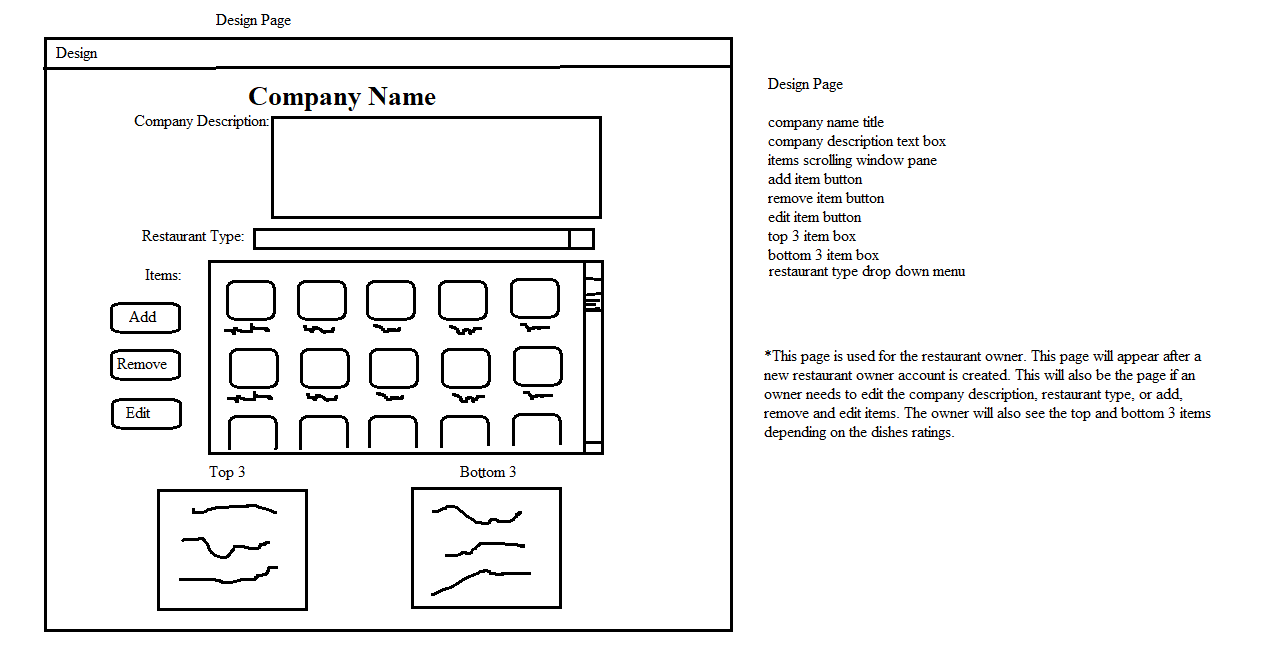 Design Page
Design
Company Name
Company Description:
Restaurant Type:
Items:
Add
Remove
Edit
Top 3
Bottom 3
Design Page
company name title
company description text box
items scrolling window pane
add item button
remove item button
edit item button
top 3 item box
bottom 3 item box
restaurant type drop down menu
*This page is used for the restaurant owner. This page will appear after a
new restaurant owner account is created. This will also be the page if an
owner needs to edit the company description, restaurant type, or add,
remove and edit items. The owner will also see the top and bottom 3 items
depending on the dishes ratings.